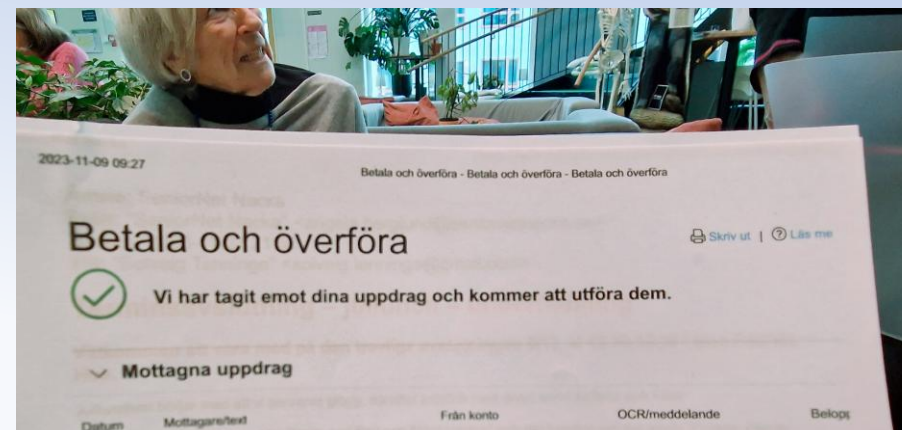 2023-11-09 09:27
Betala och överföra - Betala och överföra - Betala och överföra
Betala och överföra
Skriv ut | Läs me
Vi har tagit emot dina uppdrag och kommer att utföra dem.
Mottagna uppdrag
Datum Mottagare/text Från konto OCR/meddelande Belopp